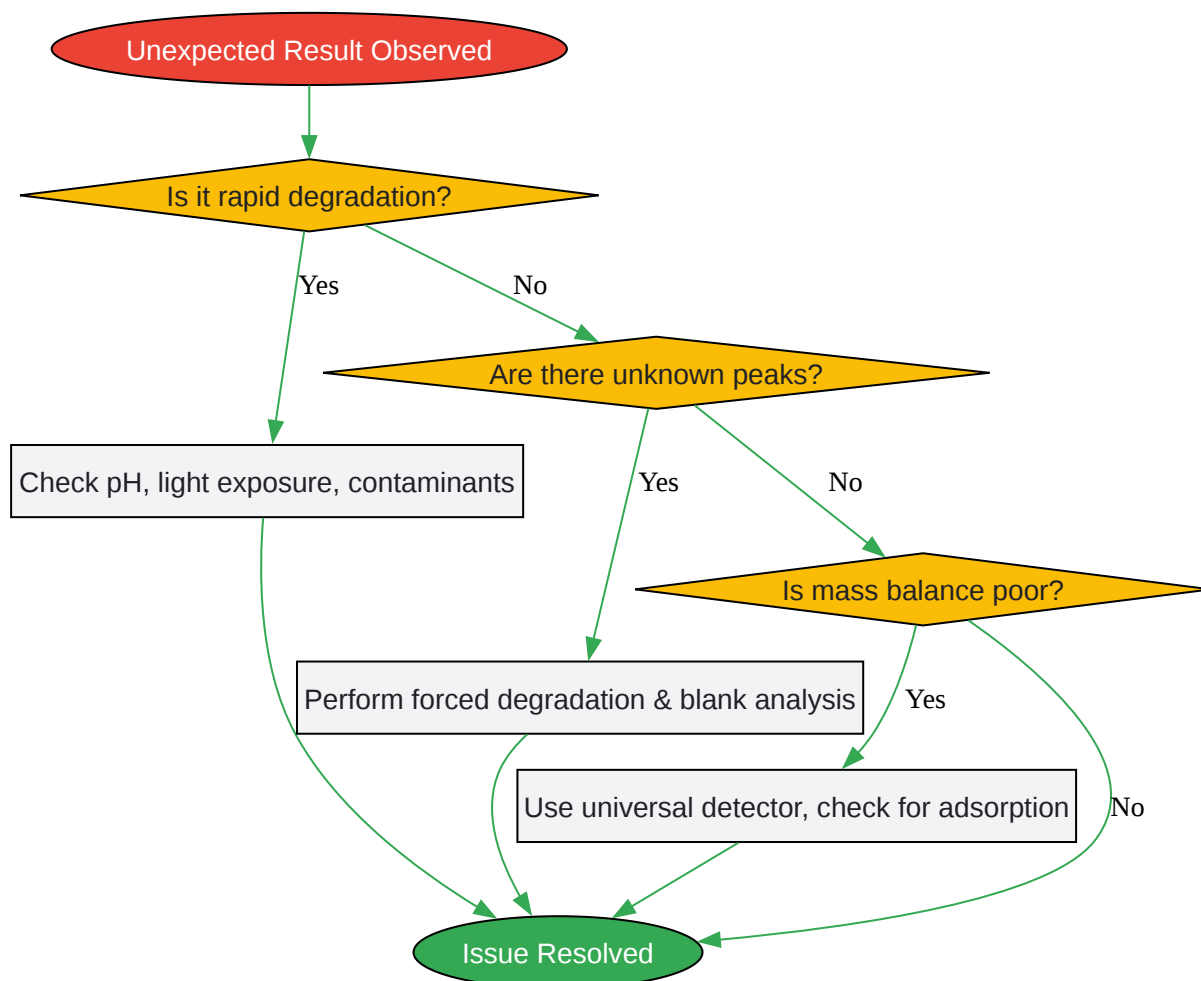 Unexpected Result Observed
Is it rapid degradation?
Yes
No
Are there unknown peaks?
Check pH, light exposure, contaminants
Yes
No
Is mass balance poor?
Perform forced degradation & blank analysis
Yes
Use universal detector, check for adsorption
No
Issue Resolved